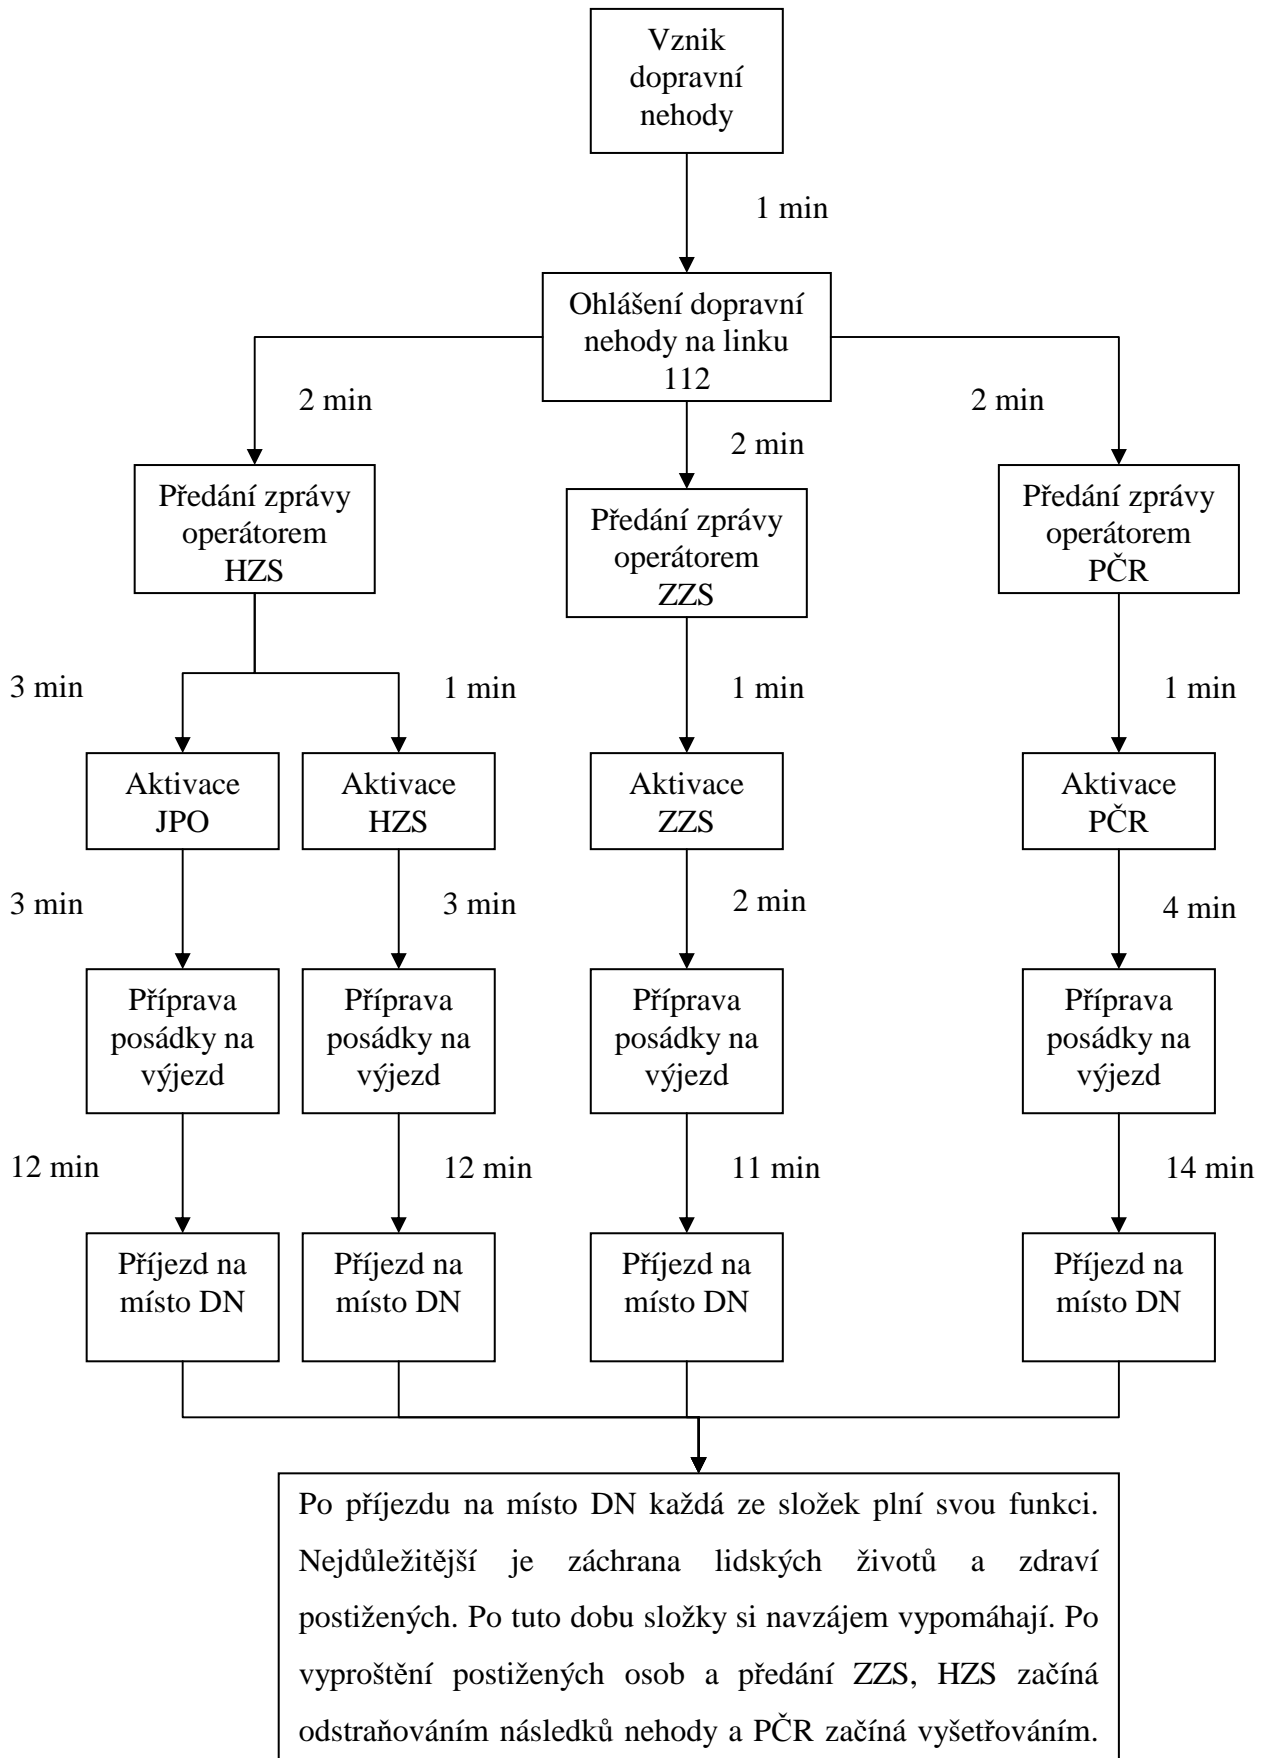 Vznik
dopravní
nehody
1 min
Ohlášení dopravní
nehody na linku
112
2 min
2 min
2 min
Předání zprávy
operátorem
HZS
Předání zprávy
operátorem
ZZS
Předání zprávy
operátorem
PČR
3 min
1 min
1 min
1 min
Aktivace
JPO
Aktivace
HZS
Aktivace
ZZS
Aktivace
PČR
3 min
3 min
2 min
4 min
Příprava
posádky na
výjezd
Příprava
posádky na
výjezd
Příprava
posádky na
výjezd
Příprava
posádky na
výjezd
12 min
12 min
11 min
14 min
Příjezd na
místo DN
Příjezd na
místo DN
Příjezd na
místo DN
Příjezd na
místo DN
Po příjezdu na místo DN každá ze složek plní svou funkci.
Nejdůležitější je záchrana lidských životů a zdraví
postižených. Po tuto dobu složky si navzájem vypomáhají. Po
vyproštění postižených osob a předání ZZS, HZS začíná
odstraňováním následků nehody a PČR začíná vyšetřováním.